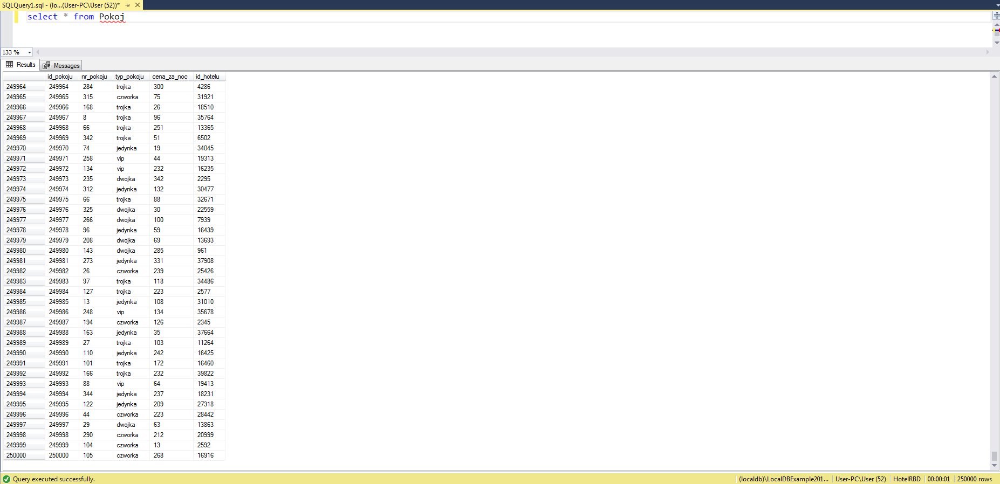 SQLQuery1.sql - (lo...(User-PC\User (52))*
select * from Pokoj
133 %
Results Messages
id_pokoju nr_pokoju typ_pokoju cena_za_noc id_hotelu
249964 249964 284 trojka 300 4286
249965 249965 315 czworka 75 31921
249966 249966 168 trojka 26 18510
249967 249967 8 trojka 96 35764
249968 249968 66 trojka 251 13365
249969 249969 342 trojka 51 6502
249970 249970 74 jedynka 19 34045
249971 249971 258 vip 44 19313
249972 249972 134 vip 232 16235
249973 249973 235 dwojka 342 2295
249974 249974 312 jedynka 132 30477
249975 249975 66 trojka 88 32671
249976 249976 325 dwojka 30 22559
249977 249977 266 dwojka 100 7939
249978 249978 96 jedynka 59 16439
249979 249979 208 dwojka 69 13693
249980 249980 143 dwojka 285 961
249981 249981 273 jedynka 331 37908
249982 249982 26 czworka 239 25426
249983 249983 97 trojka 118 34486
249984 249984 127 trojka 223 2577
249985 249985 13 jedynka 108 31010
249986 249986 248 vip 134 35678
249987 249987 194 czworka 126 2345
249988 249988 163 jedynka 35 37664
249989 249989 27 trojka 103 11264
249990 249990 110 jedynka 242 16425
249991 249991 101 trojka 172 16460
249992 249992 166 trojka 232 39822
249993 249993 88 vip 64 19413
249994 249994 344 jedynka 237 18231
249995 249995 122 jedynka 209 27318
249996 249996 44 czworka 223 28442
249997 249997 29 dwojka 63 13863
249998 249998 290 czworka 212 20999
249999 249999 104 czworka 13 2592
250000 250000 105 czworka 268 16916
Query executed successfully. (localdb)\LocalDBExample201... User-PC\User (52) HotelRBD 00:00:01 250000 rows